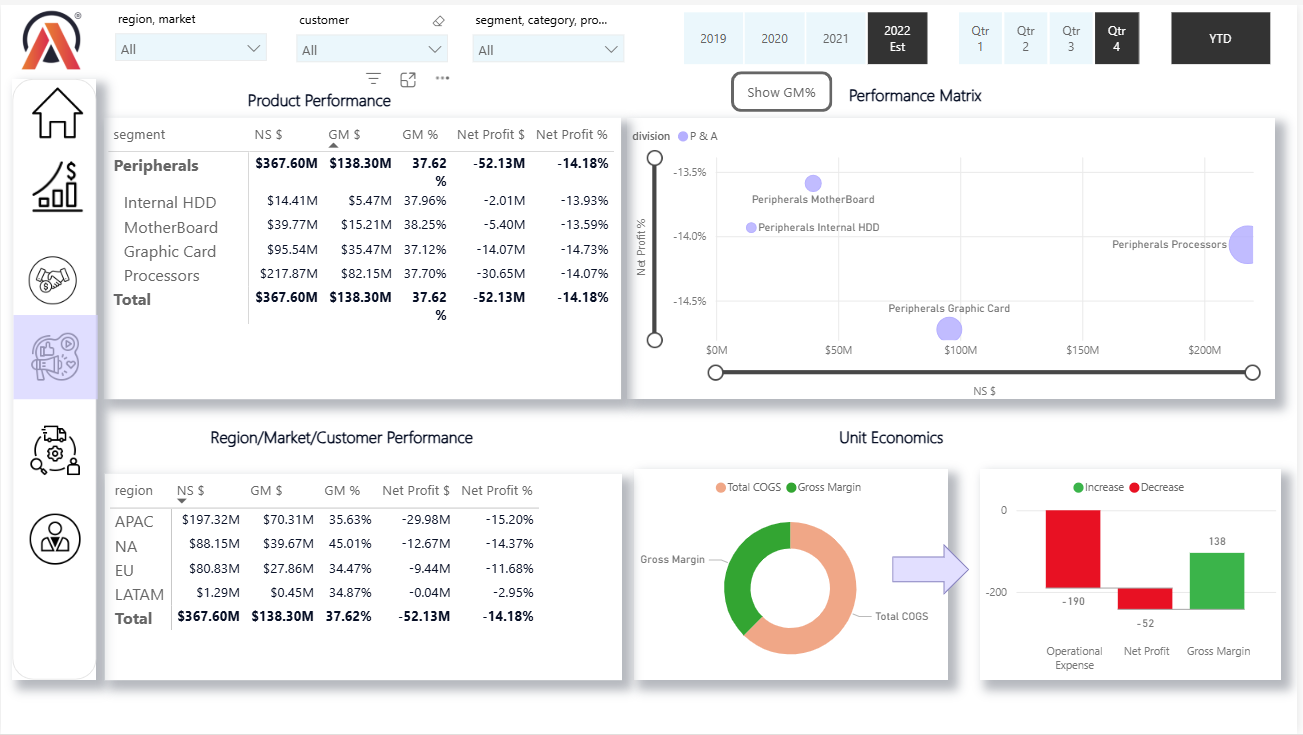 region, market
customer
segment, category, pro...
All
All
All
2019
2020
2021
2022
Est
Qtr
1
Qtr
2
Qtr
3
Qtr
4
YTD
®
Product Performance
segment NS $ GM $ GM % Net Profit $ Net Profit %
Peripherals $367.60M $138.30M 37.62 -52.13M -14.18%
%
Internal HDD $14.41M $5.47M 37.96% -2.01M -13.93%
MotherBoard $39.77M $15.21M 38.25% -5.40M -13.59%
Graphic Card $95.54M $35.47M 37.12% -14.07M -14.73%
Processors $217.87M $82.15M 37.70% -30.65M -14.07%
Total $367.60M $138.30M 37.62 -52.13M -14.18%
%
Show GM%
Performance Matrix
division P & A
Net Profit %
-13.5%
-14.0%
-14.5%
Peripherals MotherBoard
Peripherals Internal HDD
Peripherals Processors
Peripherals Graphic Card
$0M $50M $100M $150M $200M
NS $
Region/Market/Customer Performance
region NS $ GM $ GM % Net Profit $ Net Profit %
APAC $197.32M $70.31M 35.63% -29.98M -15.20%
NA $88.15M $39.67M 45.01% -12.67M -14.37%
EU $80.83M $27.86M 34.47% -9.44M -11.68%
LATAM $1.29M $0.45M 34.87% -0.04M -2.95%
Total $367.60M $138.30M 37.62% -52.13M -14.18%
Unit Economics
Total COGS Gross Margin
Gross Margin
Total COGS
Increase Decrease
0
-200
-190
-52
138
Operational
Expense
Net Profit
Gross Margin